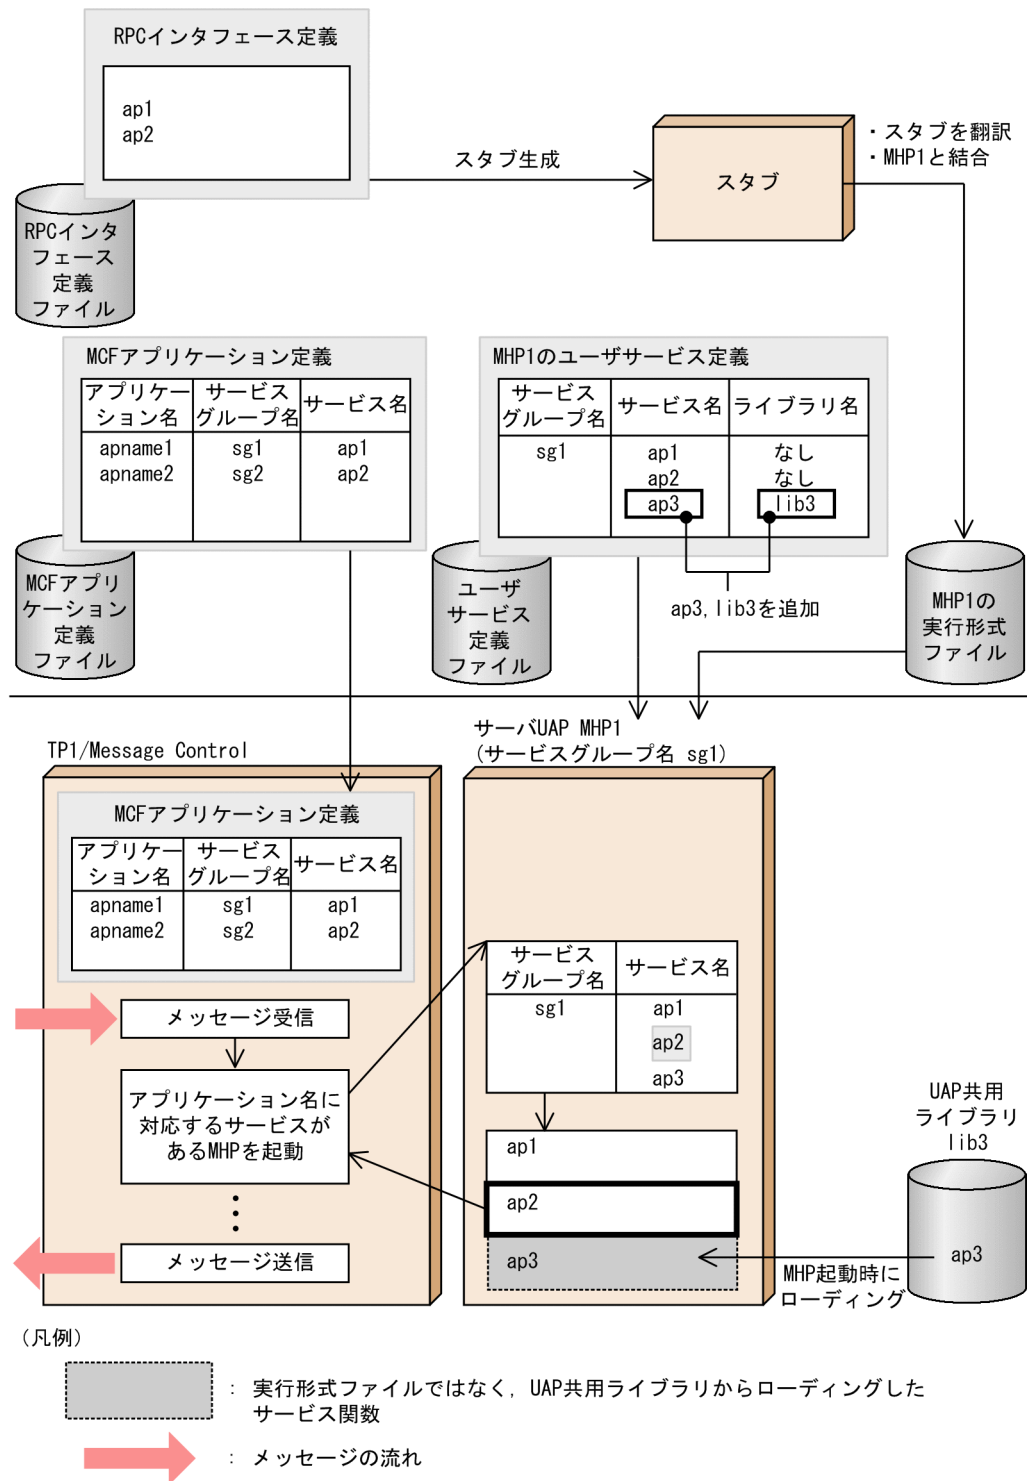 RPCインタフェース定義
ap1
ap2
スタブ生成
スタブ
・スタブを翻訳
・MHP1と結合
RPCインタ
フェース
定義
ファイル
MCFアプリケーション定義
アプリケー
ション名
サービス
グループ名
サービス名
apname1
sg1
ap1
apname2
sg2
ap2
MCFアプリ
ケーション
定義
ファイル
MHP1のユーザサービス定義
サービス
グループ名
サービス名
ライブラリ名
sg1
ap1
なし
ap2
なし
ap3
lib3
ap3,lib3を追加
ユーザ
サービス
定義
ファイル
MHP1の
実行形式
ファイル
TP1/Message Control
MCFアプリケーション定義
アプリケー
ション名
サービス
グループ名
サービス名
apname1
sg1
ap1
apname2
sg2
ap2
メッセージ受信
アプリケーション名に
対応するサービスが
あるMHPを起動
メッセージ送信
サーバUAP MHP1
(サービスグループ名 sg1)
サービス
グループ名
サービス名
sg1
ap1
ap2
ap3
ap1
ap2
ap3
UAP共用
ライブラリ
lib3
ap3
MHP起動時に
ローディング
(凡例)
： 実行形式ファイルではなく，UAP共用ライブラリからローディングした
サービス関数
： メッセージの流れ